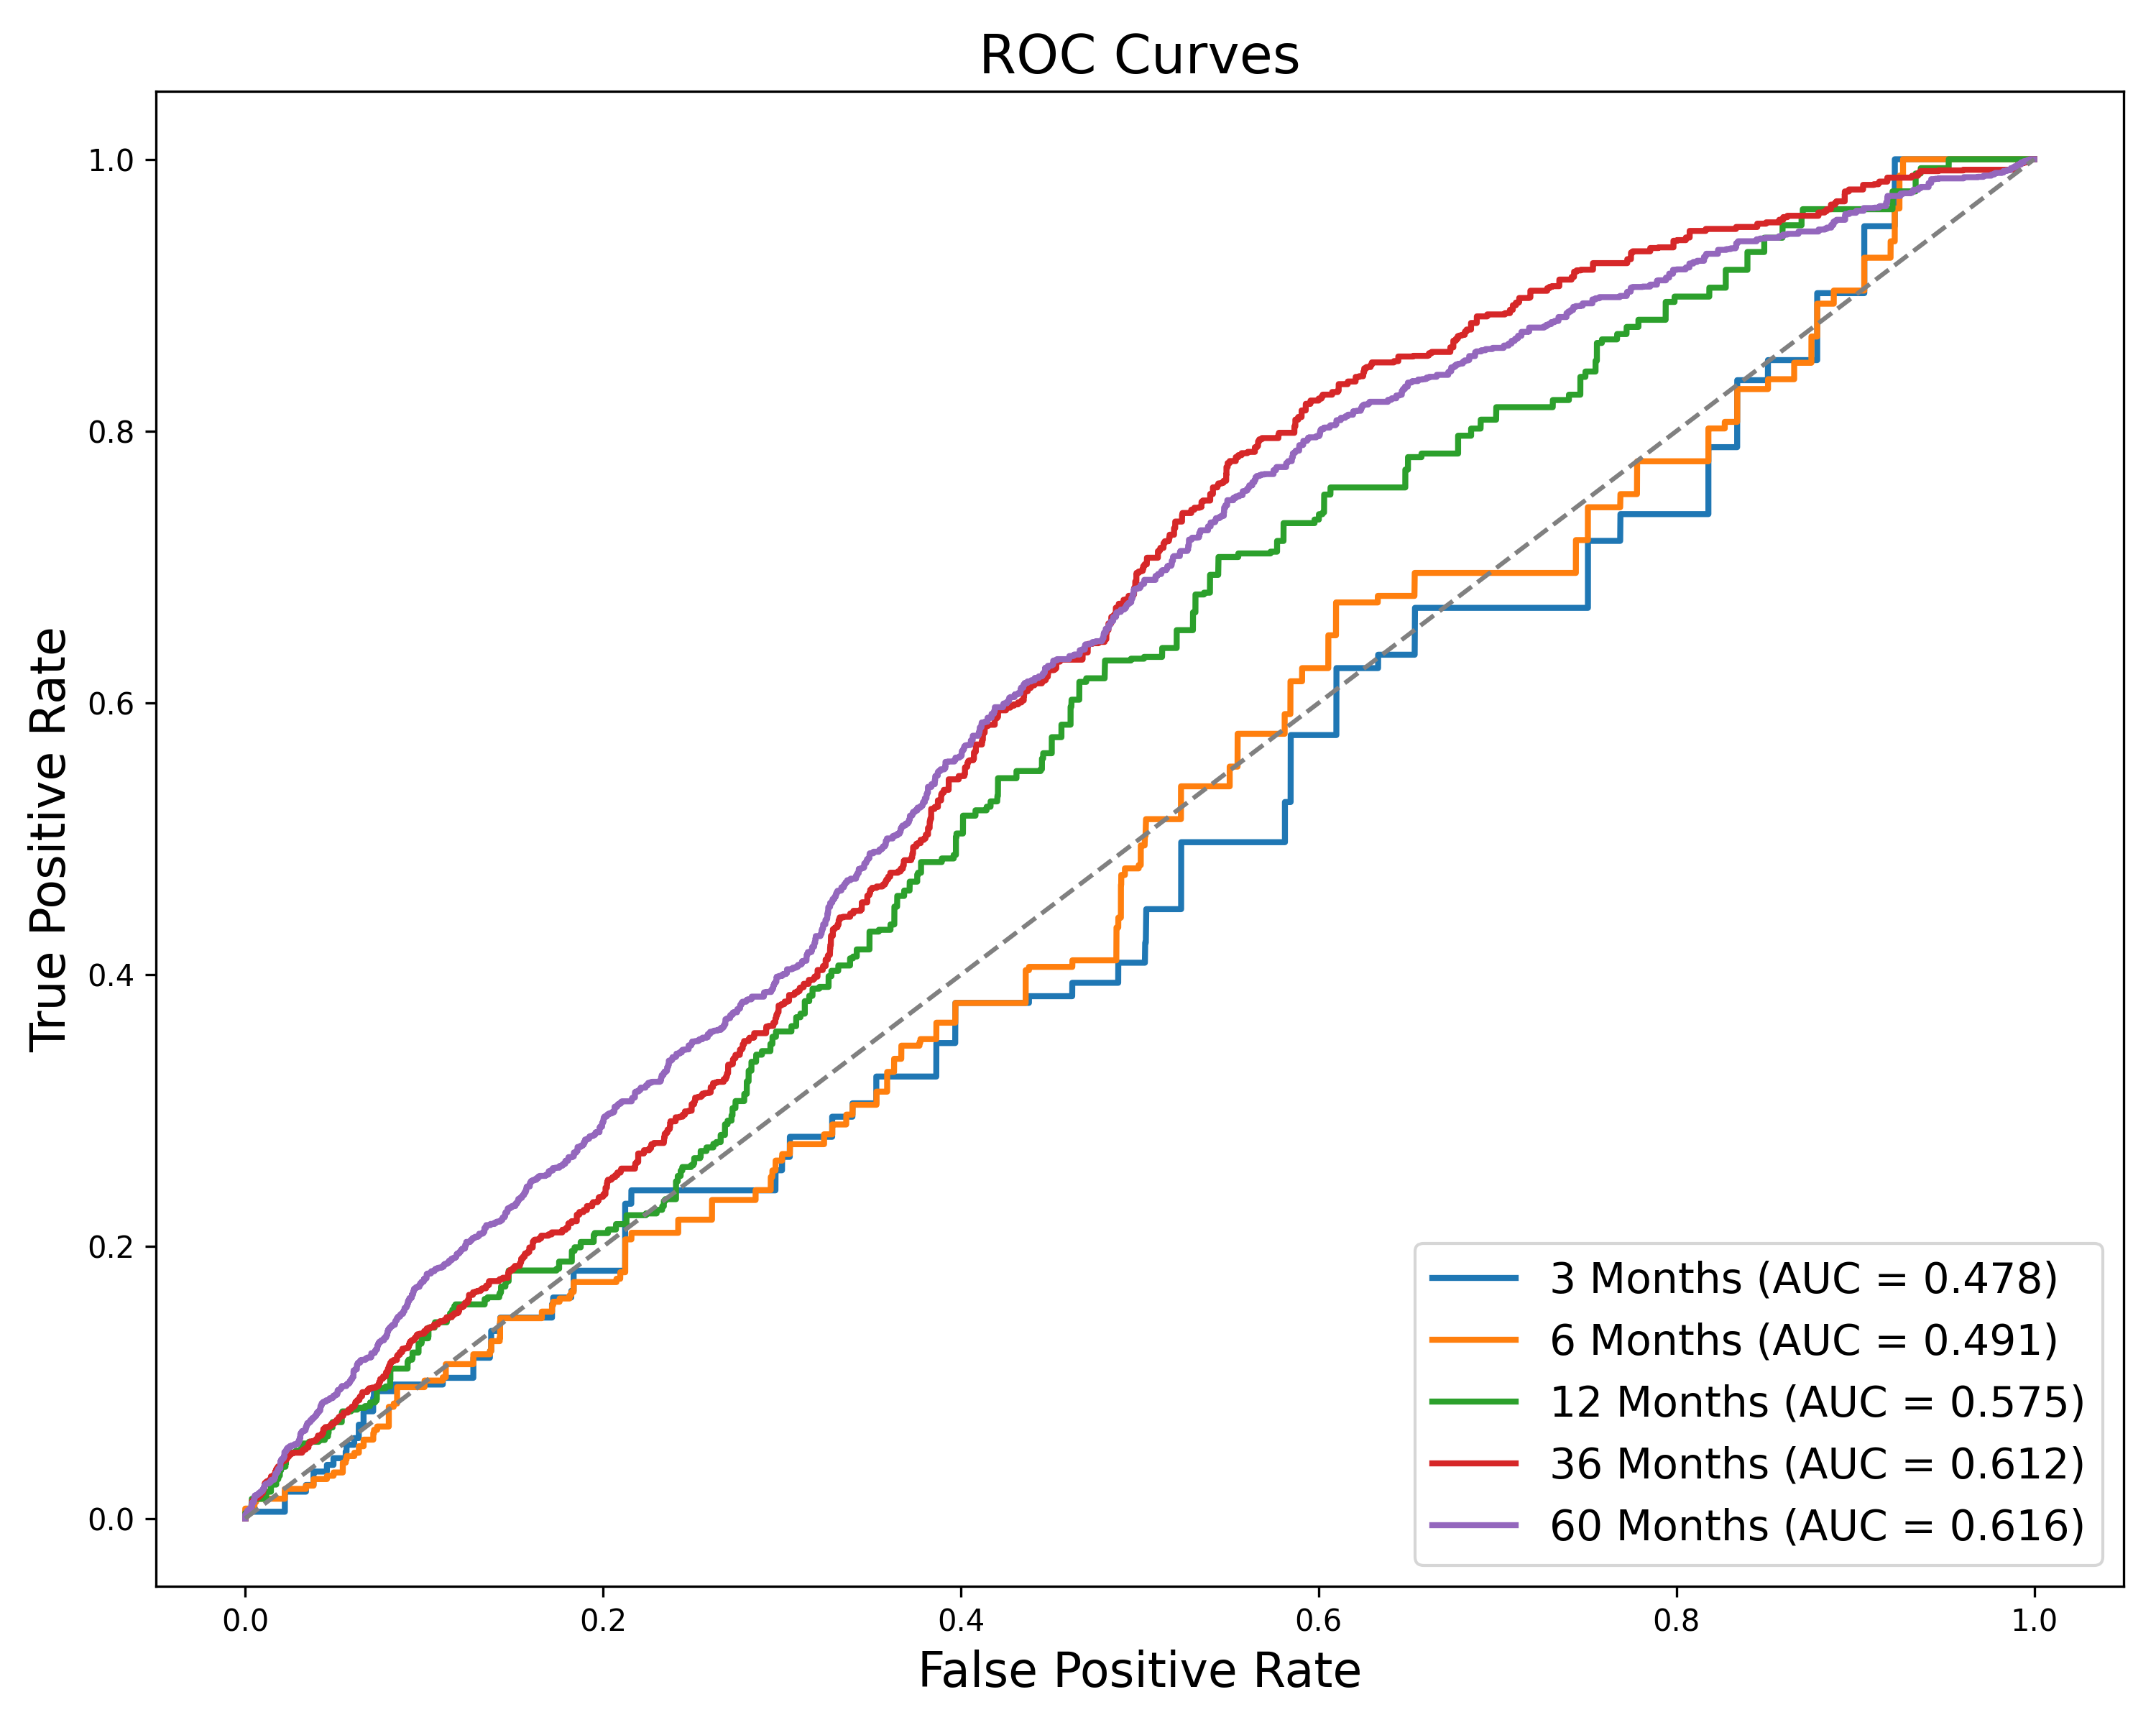 ROC Curves
True Positive Rate
1.0
0.8
0.6
0.4
0.2
0.0
3 Months (AUC = 0.478)
6 Months (AUC = 0.491)
12 Months (AUC = 0.575)
36 Months (AUC = 0.612)
60 Months (AUC = 0.616)
0.0 0.2 0.4 0.6 0.8 1.0
False Positive Rate